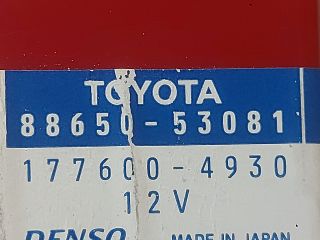 TOYOTA
88650-53081
177600-4930
12V
DENSO MADE IN JAPAN